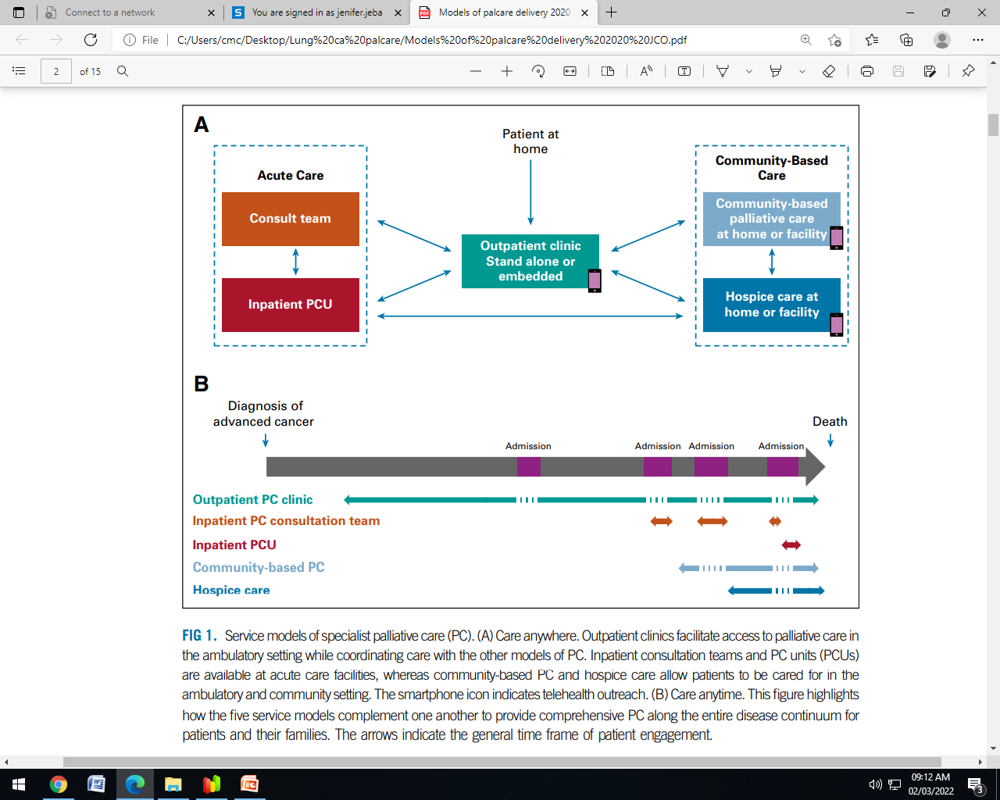 Connect to a network
You are signed in as jenifer.jeba
Models of palcare delivery 2020
File
C:/Users/cmc/Desktop/Lung%20ca%20palcare/Models%20of%20palcare%20delivery%202020%20JCO.pdf
2 of 15
A
Patient at
home
Acute Care
Consult team
Inpatient PCU
Outpatient clinic
Stand alone or
embedded
Community-Based
Care
Community-based
palliative care
at home or facility
Hospice care at
home or facility
B
Diagnosis of
advanced cancer
Death
Admission Admission Admission Admission
Outpatient PC clinic
Inpatient PC consultation team
Inpatient PCU
Community-based PC
Hospice care
FIG 1. Service models of specialist palliative care (PC). (A) Care anywhere. Outpatient clinics facilitate access to palliative care in
the ambulatory setting while coordinating care with the other models of PC. Inpatient consultation teams and PC units (PCUs)
are available at acute care facilities, whereas community-based PC and hospice care allow patients to be cared for in the
ambulatory and community setting. The smartphone icon indicates telehealth outreach. (B) Care anytime. This figure highlights
how the five service models complement one another to provide comprehensive PC along the entire disease continuum for
patients and their families. The arrows indicate the general time frame of patient engagement.
09:12 AM
02/03/2022
3